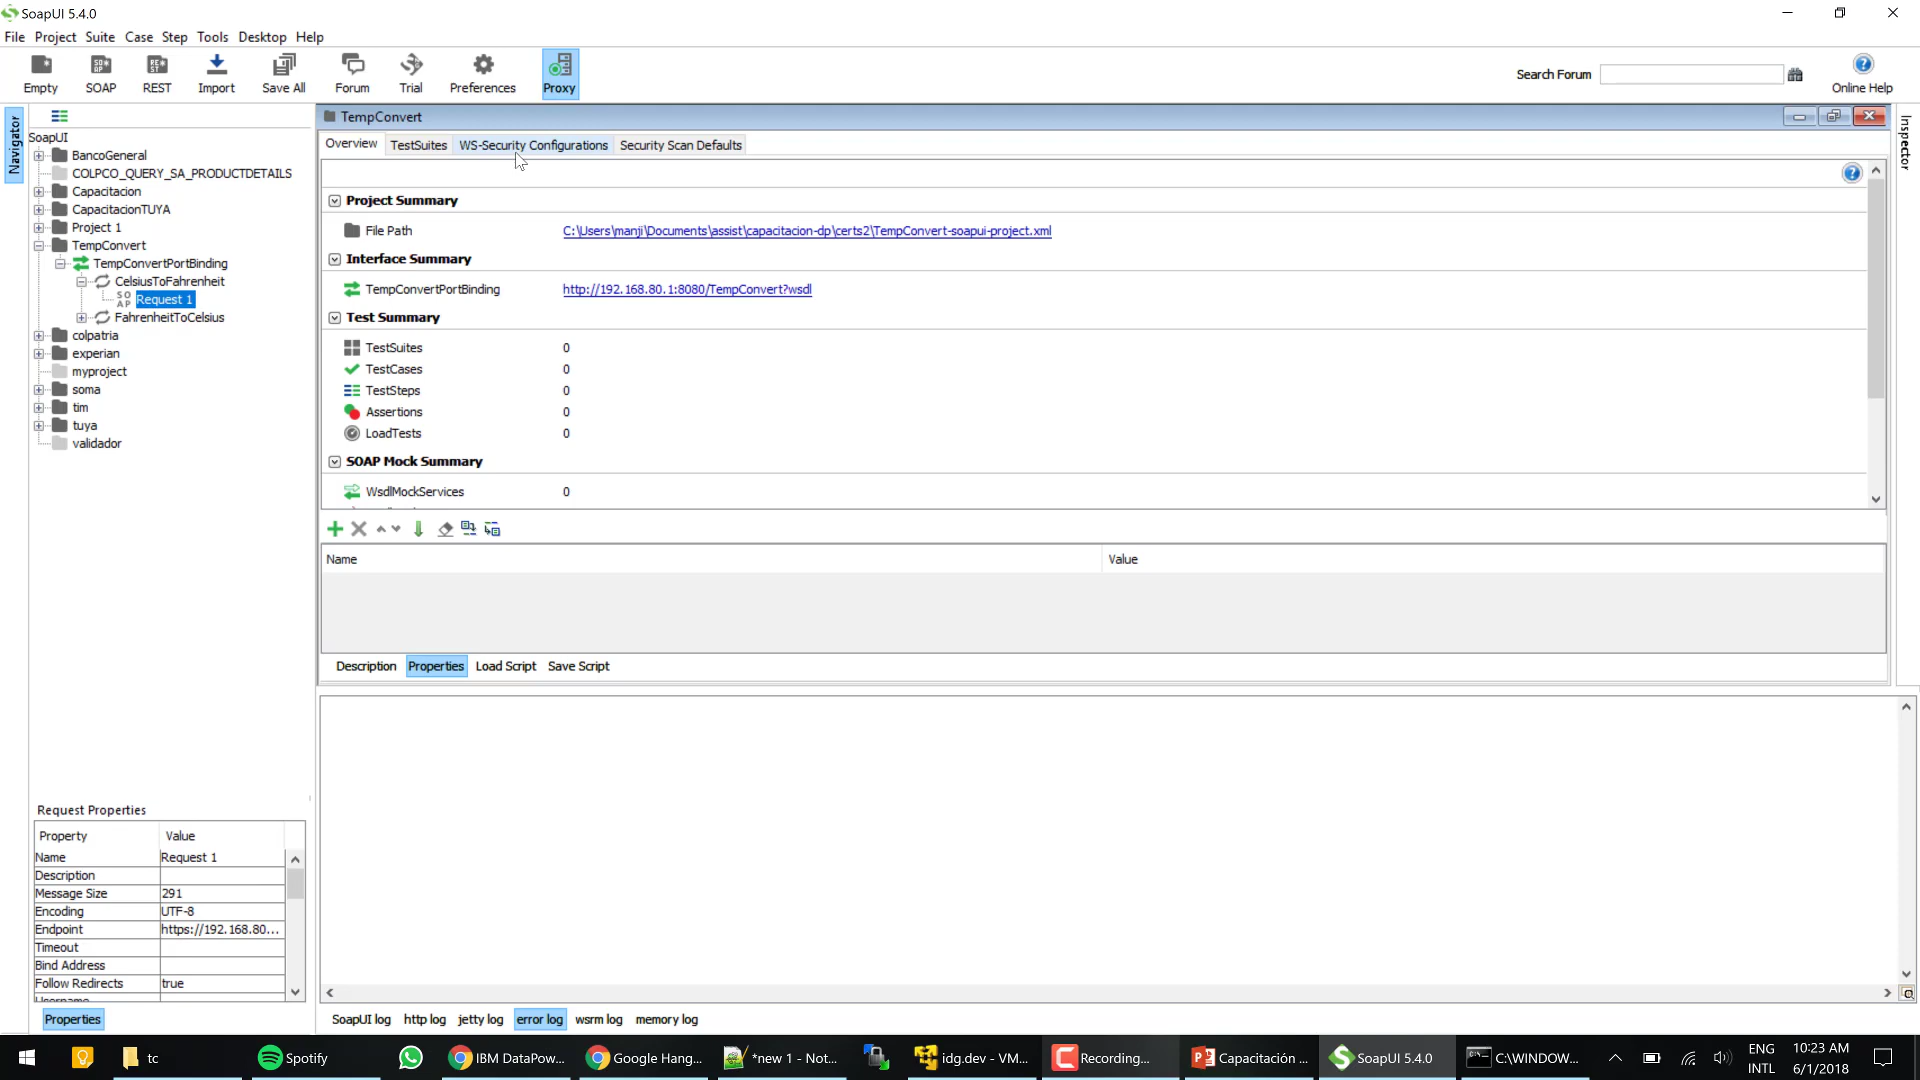 SoapUI 5.4.0
File Project Suite Case Step Tools Desktop Help
Empty SOAP REST Import Save All Forum Trial Preferences Proxy Search Forum Online Help
Navigator
SoapUI
BancoGeneral
COLPCO_QUERY_SA_PRODUCTDETAILS
Capacitacion
CapacitacionTUYA
Project 1
TempConvert
TempConvertPortBinding
CelsiusToFahrenheit
Request 1
FahrenheitToCelsius
colpatria
experian
myproject
soma
tim
tuya
validador
TempConvert
Overview TestSuites WS-Security Configurations Security Scan Defaults
Project Summary
File Path C:\Users\manji\Documents\assist\capacitacion-dp\certs2\TempConvert-soapui-project.xml
Interface Summary
TempConvertPortBinding http://192.168.80.1:8080/TempConvert?wsdl
Test Summary
TestSuites 0
TestCases 0
TestSteps 0
Assertions 0
LoadTests 0
SOAP Mock Summary
WsdlMockServices 0
Name Value
Description Properties Load Script Save Script
Inspector
Request Properties
Property Value
Name Request 1
Description
Message Size 291
Encoding UTF-8
Endpoint https://192.168.80...
Timeout
Bind Address
Follow Redirects true
Properties
SoapUI log http log jetty log error log wsrm log memory log
tc Spotify IBM DataPow... Google Hang... *new 1 - Not... idg.dev - VM... Recording... Capacitación ... SoapUI 5.4.0 C:\WINDOW...
ENG
INTL
10:23 AM
6/1/2018